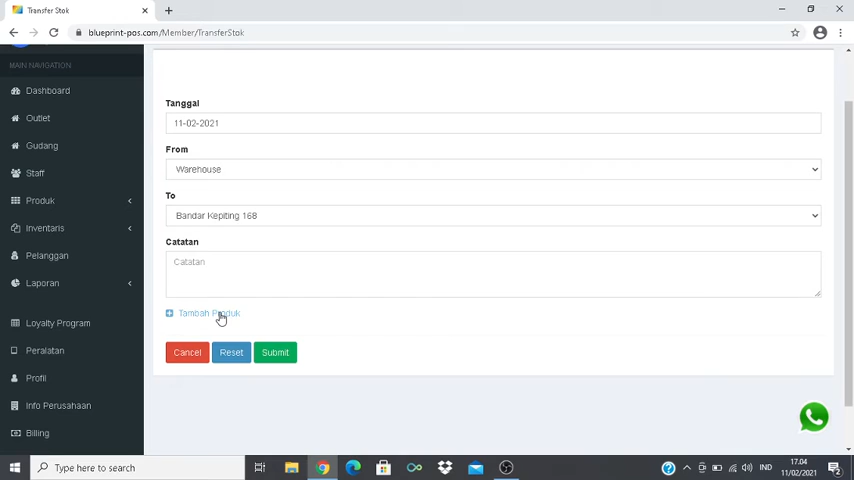 Transfer Stok
blueprint-pos.com/Member/TransferStok
MAIN NAVIGATION
Dashboard
Outlet
Gudang
Staff
Produk
Inventaris
Pelanggan
Laporan
Loyalty Program
Peralatan
Profil
Info Perusahaan
Billing
Tanggal
11-02-2021
From
Warehouse
To
Bandar Kepiting 168
Catatan
Catatan
Tambah Produk
Cancel Reset Submit
Type here to search
IND
17.04
11/02/2021
2